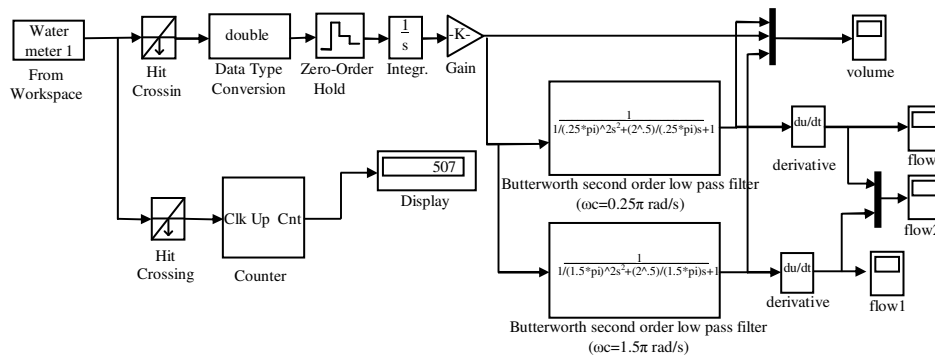 Water
meter 1
From
Workspace
Hit
Crossin
double
Data Type
Conversion
Zero-Order
Hold
1
s
Integr.
-K-
Gain
volume
1
1/(.25*pi)^2s²+(2^.5)/(.25*pi)s+1
Butterworth second order low pass filter
(ωc=0.25π rad/s)
du/dt
derivative
flow
507
Display
Hit
Crossing
Clk Up Cnt
Counter
1
1/(1.5*pi)^2s²+(2^.5)/(1.5*pi)s+1
Butterworth second order low pass filter
(ωc=1.5π rad/s)
du/dt
derivative
flow2
flow1